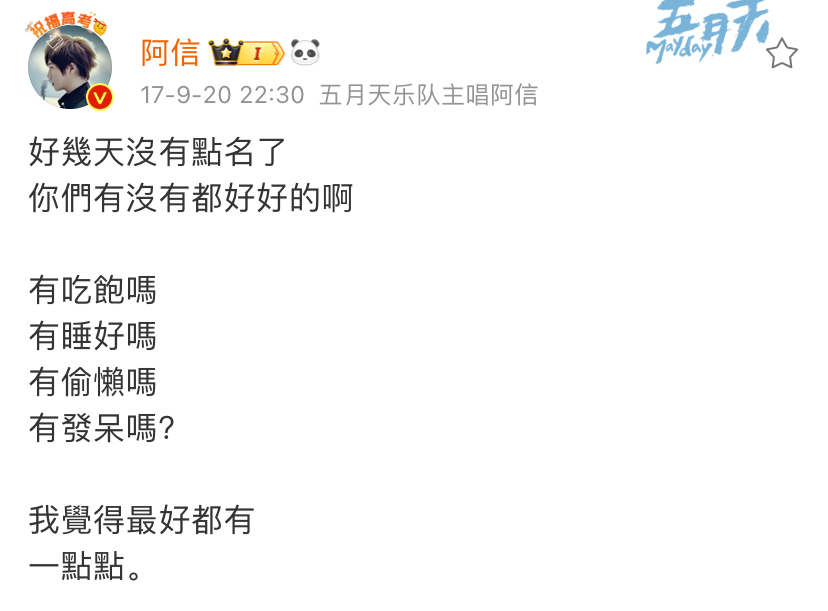 祝福高考
阿信 I
五月天
Mayday
17-9-20 22:30 五月天乐队主唱阿信
好幾天沒有點名了
你們有沒有都好好的啊
有吃飽嗎
有睡好嗎
有偷懶嗎
有發呆嗎?
我覺得最好都有
一點點。